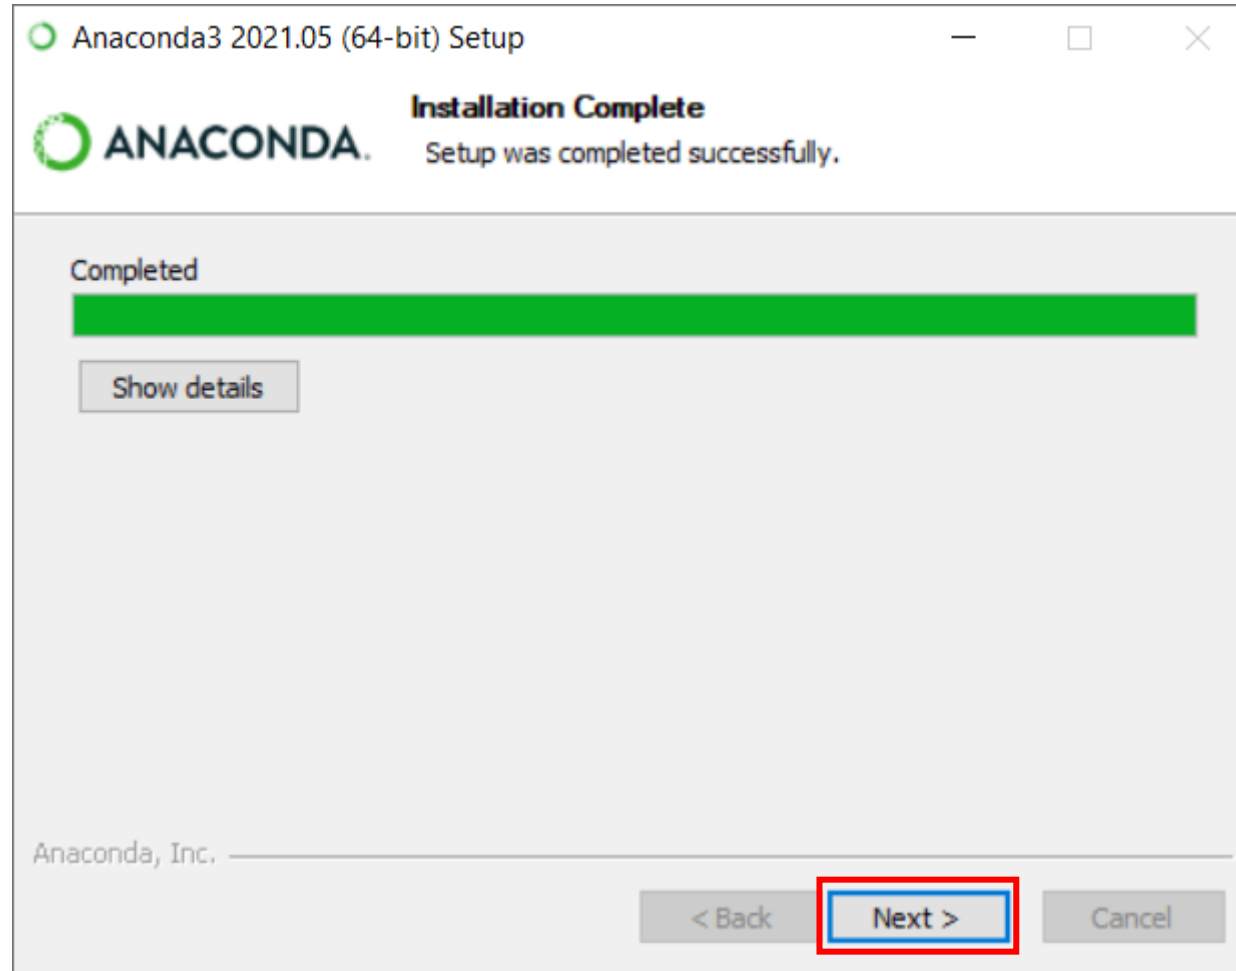 Anaconda3 2021.05 (64-bit) Setup
ANACONDA.
Installation Complete
Setup was completed successfully.
Completed
Show details
Anaconda, Inc.
< Back
Next >
Cancel